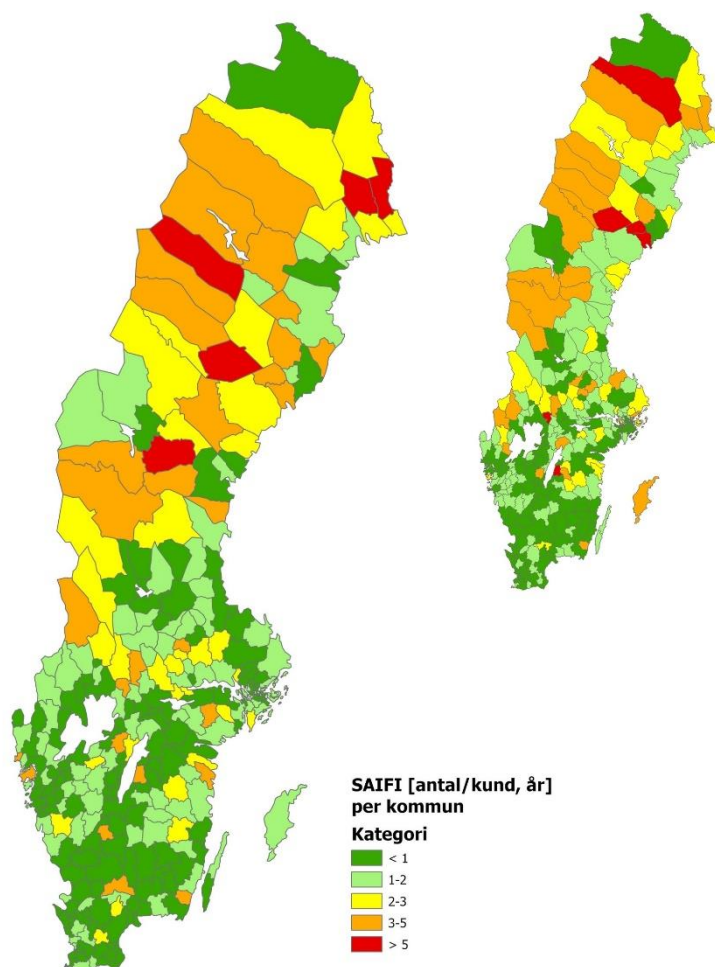 SAIFI [antal/kund, år]
per kommun
Kategori
< 1
1-2
2-3
3-5
> 5